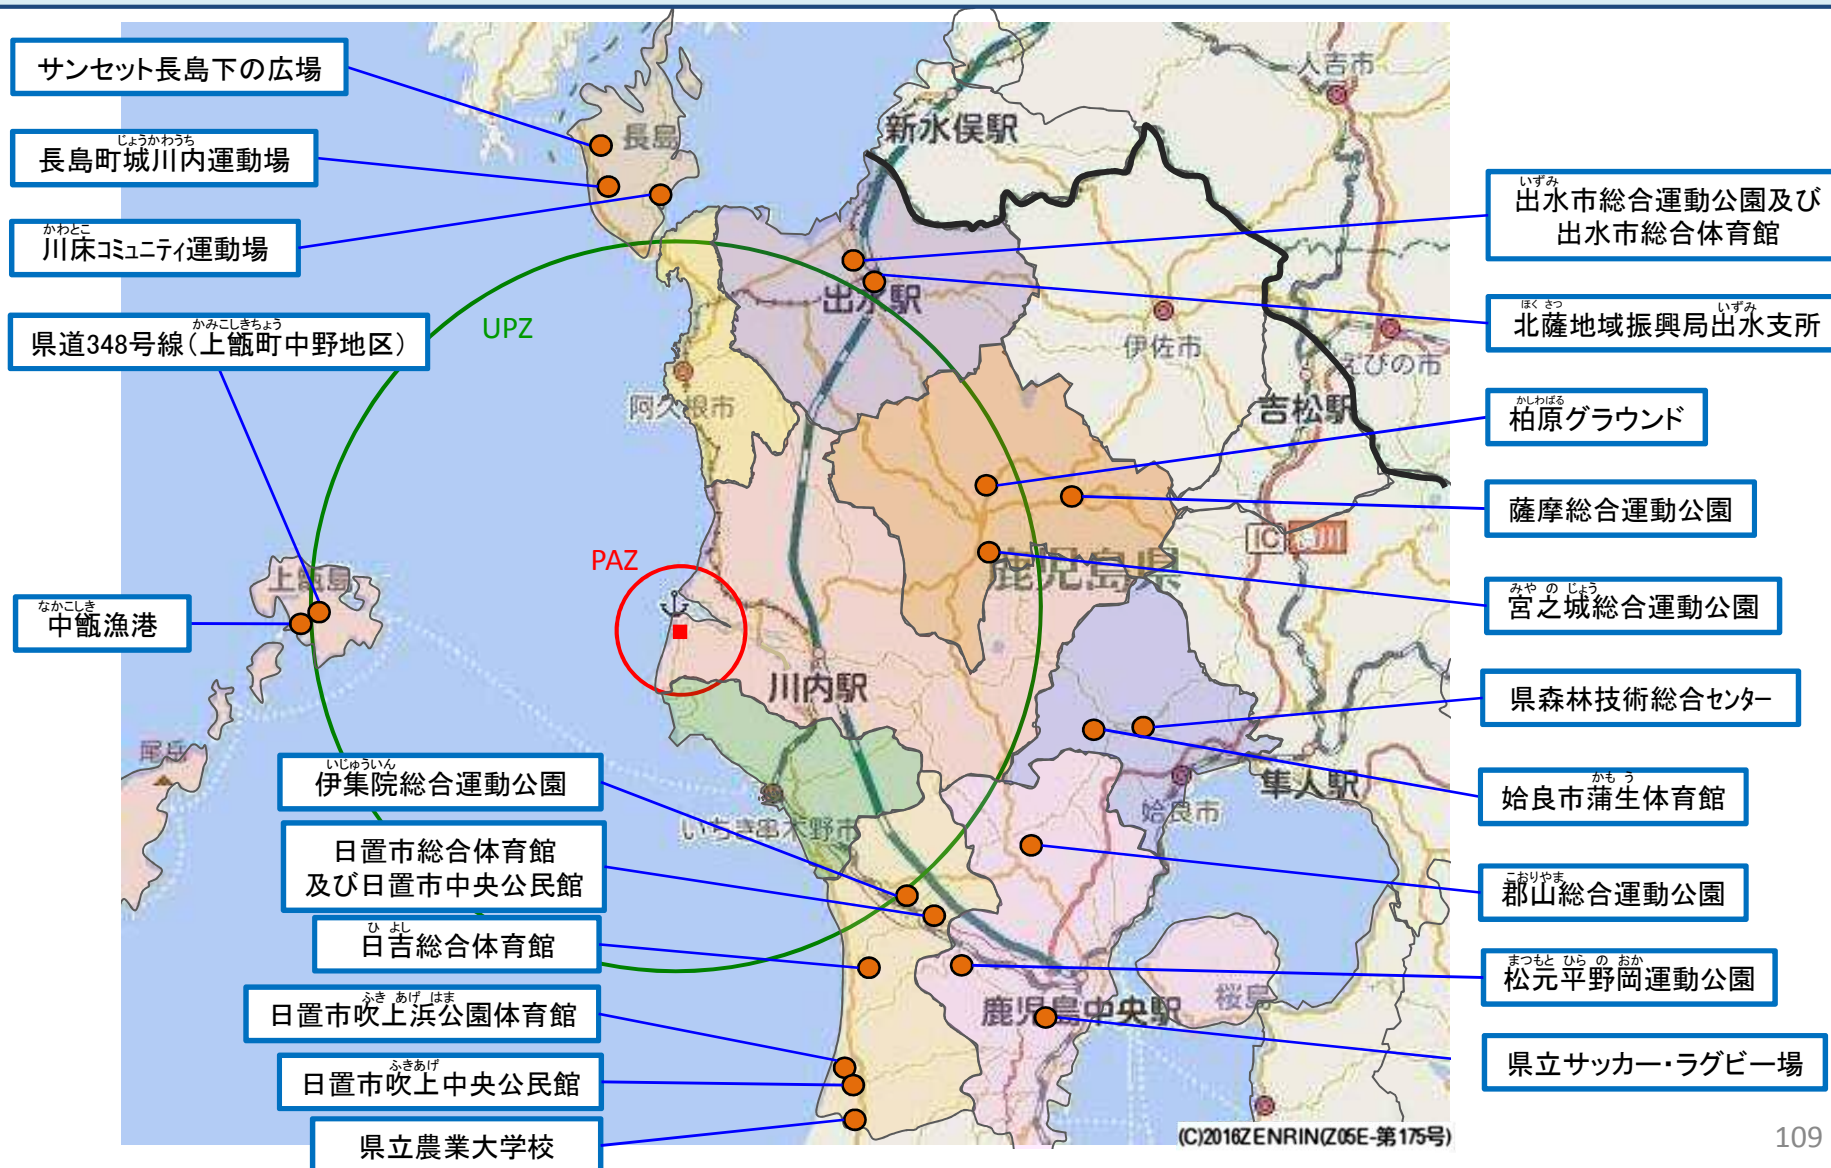 サンセット長島下の広場
じょうかわうち
長島町城川内運動場
かわとこ
川床コミュニティ運動場
かみこしきちょう
県道348号線（上甑町中野地区）
なかこしき
中甑漁港
いじゅういん
伊集院総合運動公園
日置市総合体育館
及び日置市中央公民館
ひ よし
日吉総合体育館
ふき あげ はま
日置市吹上浜公園体育館
ふきあげ
日置市吹上中央公民館
県立農業大学校
UPZ
PAZ
長島
新水俣駅
人吉市
出水駅
伊佐市
えびの市
阿久根市
吉松駅
鹿児島県
IC
上甑島
川内駅
尾岳
いちき串木野市
隼人駅
姶良市
鹿児島中央駅
桜島
いずみ
出水市総合運動公園及び
出水市総合体育館
ほく さつ いずみ
北薩地域振興局出水支所
かしわばる
柏原グラウンド
薩摩総合運動公園
みや の じょう
宮之城総合運動公園
県森林技術総合センター
かも う
姶良市蒲生体育館
こおりやま
郡山総合運動公園
まつもと ひら の おか
松元平野岡運動公園
県立サッカー・ラグビー場
(C)2016ZENRIN(Z05E-第175号)
109